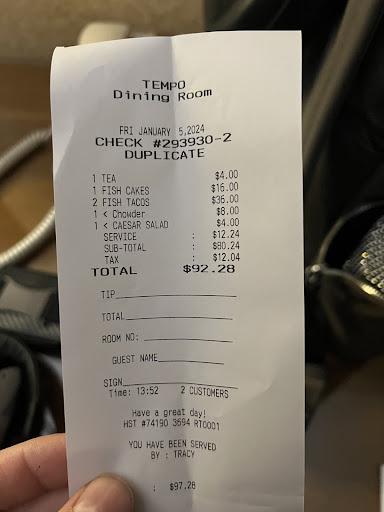 TEMPO
Dining Room
FRI JANUARY 5,2024
CHECK #293930-2
DUPLICATE
1 TEA $4.00
1 FISH CAKES $16.00
2 FISH TACOS $36.00
1 < Chowder $8.00
1 < CAESAR SALAD $4.00
SERVICE : $12.24
SUB-TOTAL : $80.24
TAX : $12.04
TOTAL $92.28
TIP
TOTAL
ROOM NO:
GUEST NAME
SIGN
Time: 13:52 2 CUSTOMERS
Have a great day!
HST #74190 3694 RT0001
YOU HAVE BEEN SERVED
BY : TRACY
: $97.28